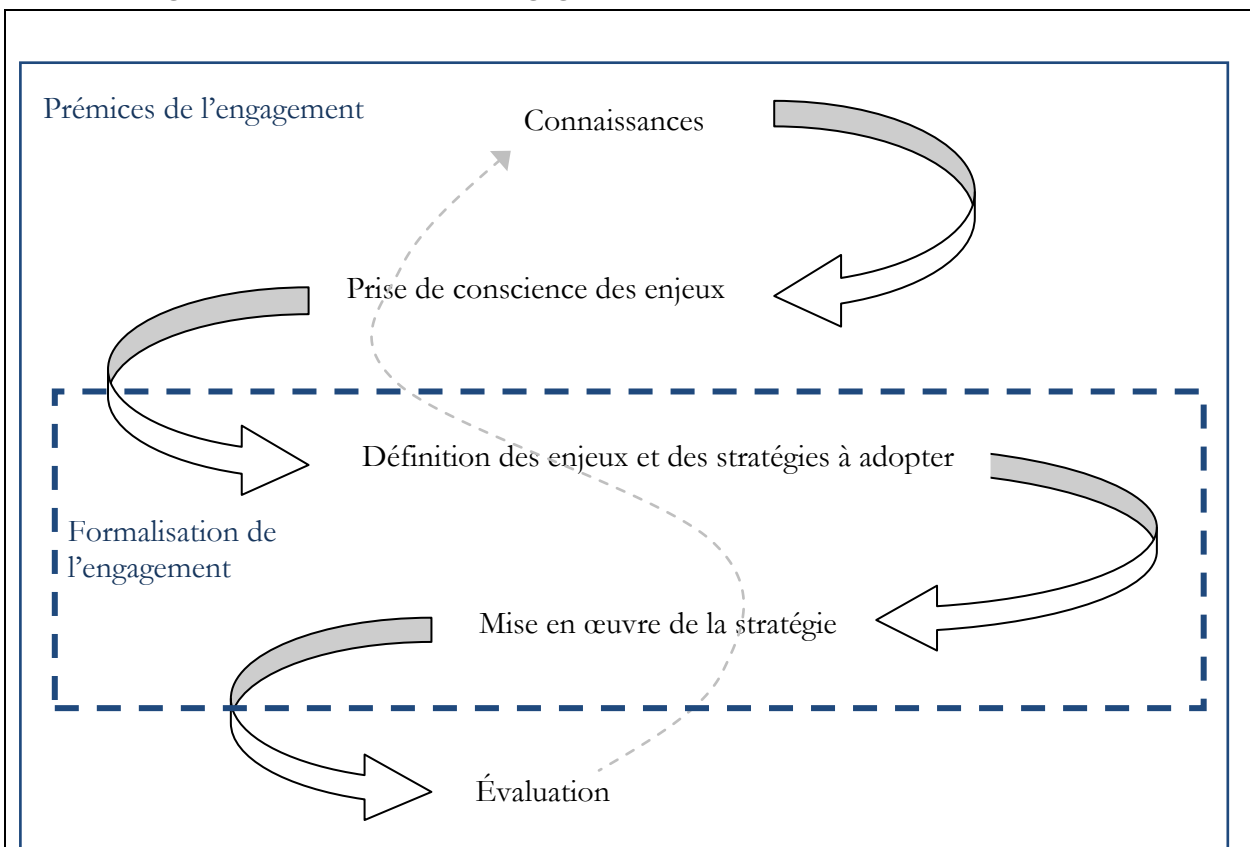 Prémices de l'engagement
Connaissances
Prise de conscience des enjeux
Définition des enjeux et des stratégies à adopter
Formalisation de
l'engagement
Mise en œuvre de la stratégie
Évaluation